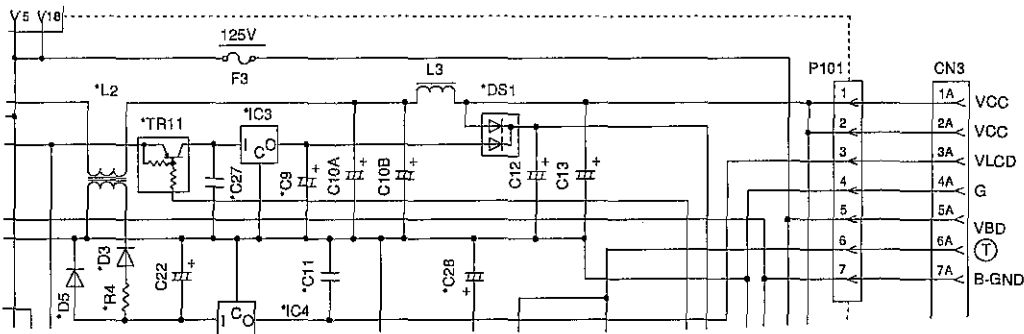 5 V18
125V
F3
L3
P101
CN3
*L2
*DS1
*IC3
*TR11
I C O
1 1A VCC
2 2A VCC
3 3A VLCD
4 4A G
5 5A VBD
6 6A T
7 7A B-GND
*C27
*C9 +
C10A +
C10B +
C12 +
C13 +
*D5
*D3
*R4
C22 +
*C11
*C28 +
I C O
*IC4